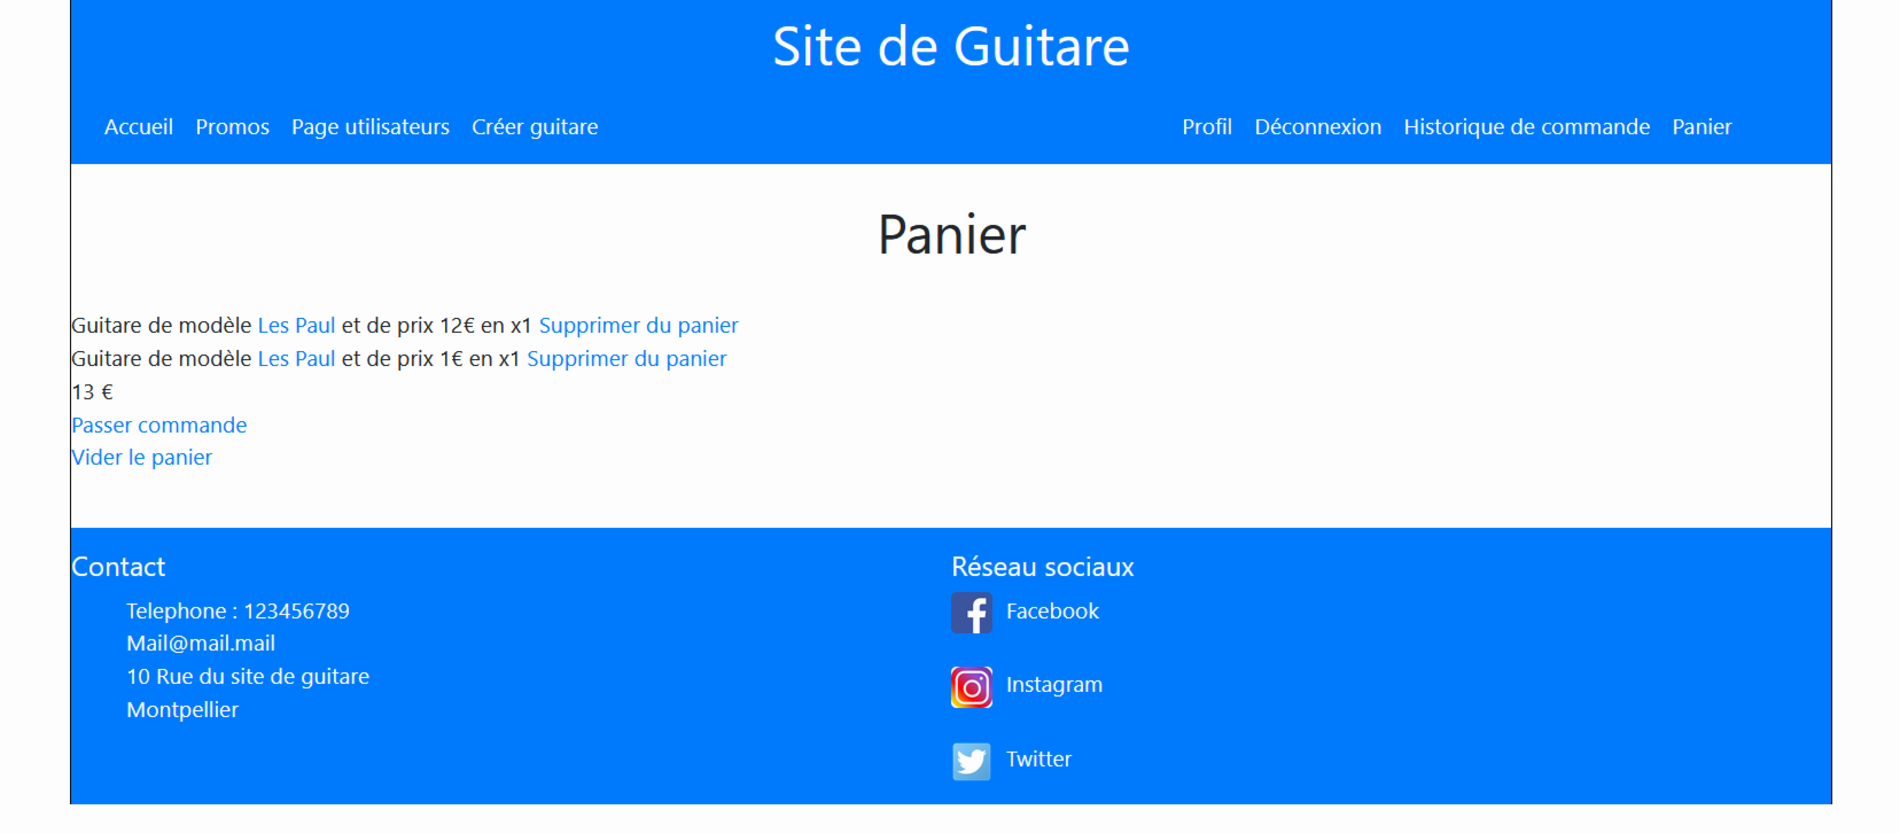 Site de Guitare
Accueil Promos Page utilisateurs Créer guitare Profil Déconnexion Historique de commande Panier
Panier
Guitare de modèle Les Paul et de prix 12€ en x1 Supprimer du panier
Guitare de modèle Les Paul et de prix 1€ en x1 Supprimer du panier
13 €
Passer commande
Vider le panier
Contact
Telephone : 123456789
Mail@mail.mail
10 Rue du site de guitare
Montpellier
Réseau sociaux
Facebook
Instagram
Twitter